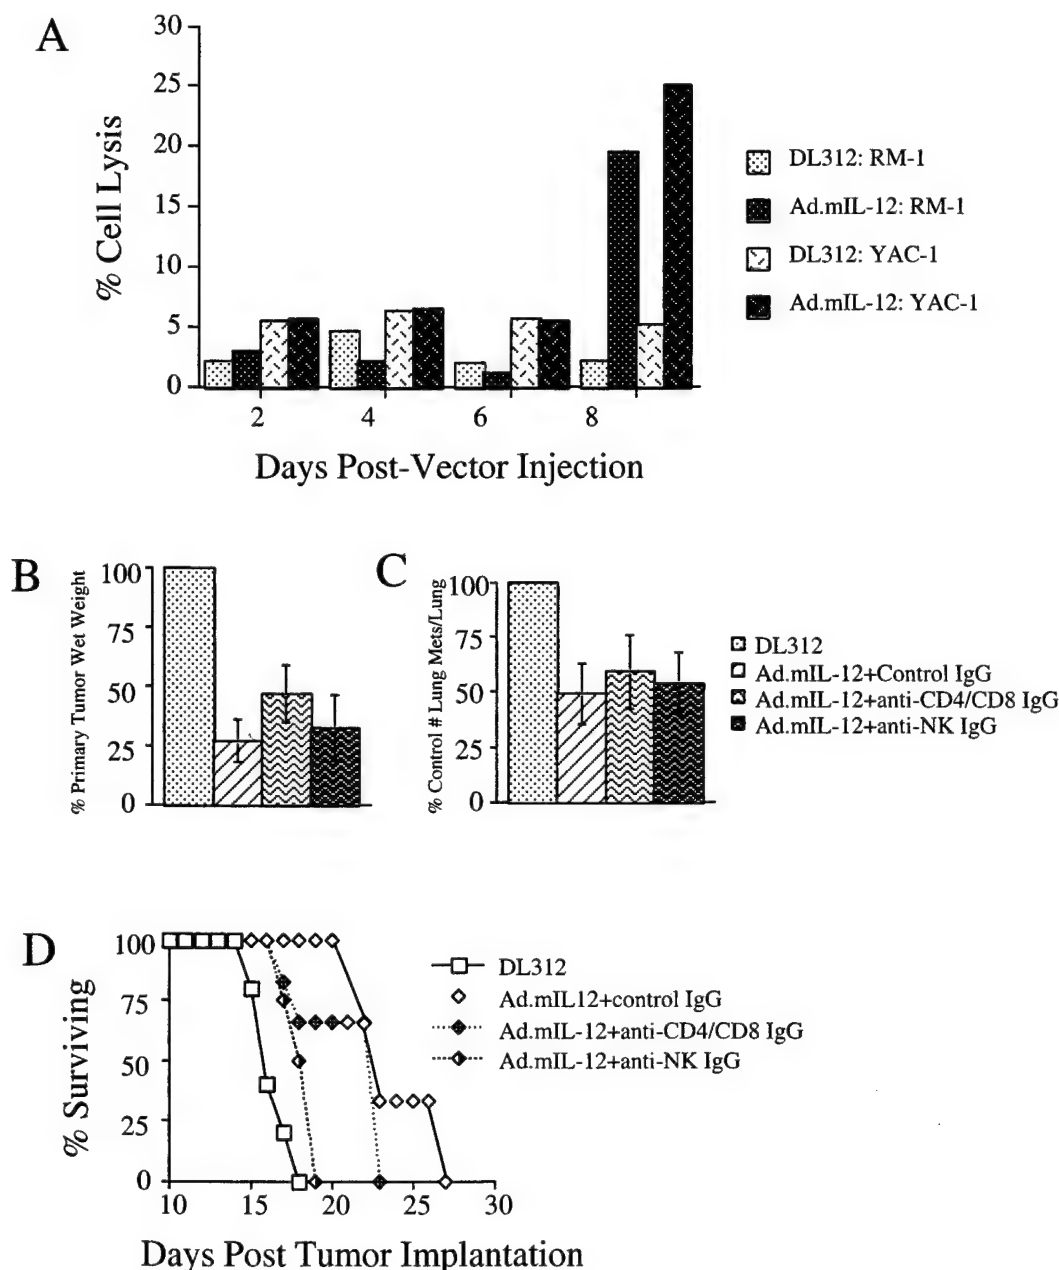 A
30
25
20
15
10
5
0
% Cell Lysis
2 4 6 8
Days Post-Vector Injection
DL312: RM-1
Ad.mIL-12: RM-1
DL312: YAC-1
Ad.mIL-12: YAC-1
B
100
75
50
25
0
% Primary Tumor Wet Weight
C
100
75
50
25
0
% Control # Lung Mets/Lung
DL312
Ad.mIL-12+Control IgG
Ad.mIL-12+anti-CD4/CD8 IgG
Ad.mIL-12+anti-NK IgG
D
100
75
50
25
0
% Surviving
10 15 20 25 30
Days Post Tumor Implantation
DL312
Ad.mIL12+control IgG
Ad.mIL-12+anti-CD4/CD8 IgG
Ad.mIL-12+anti-NK IgG